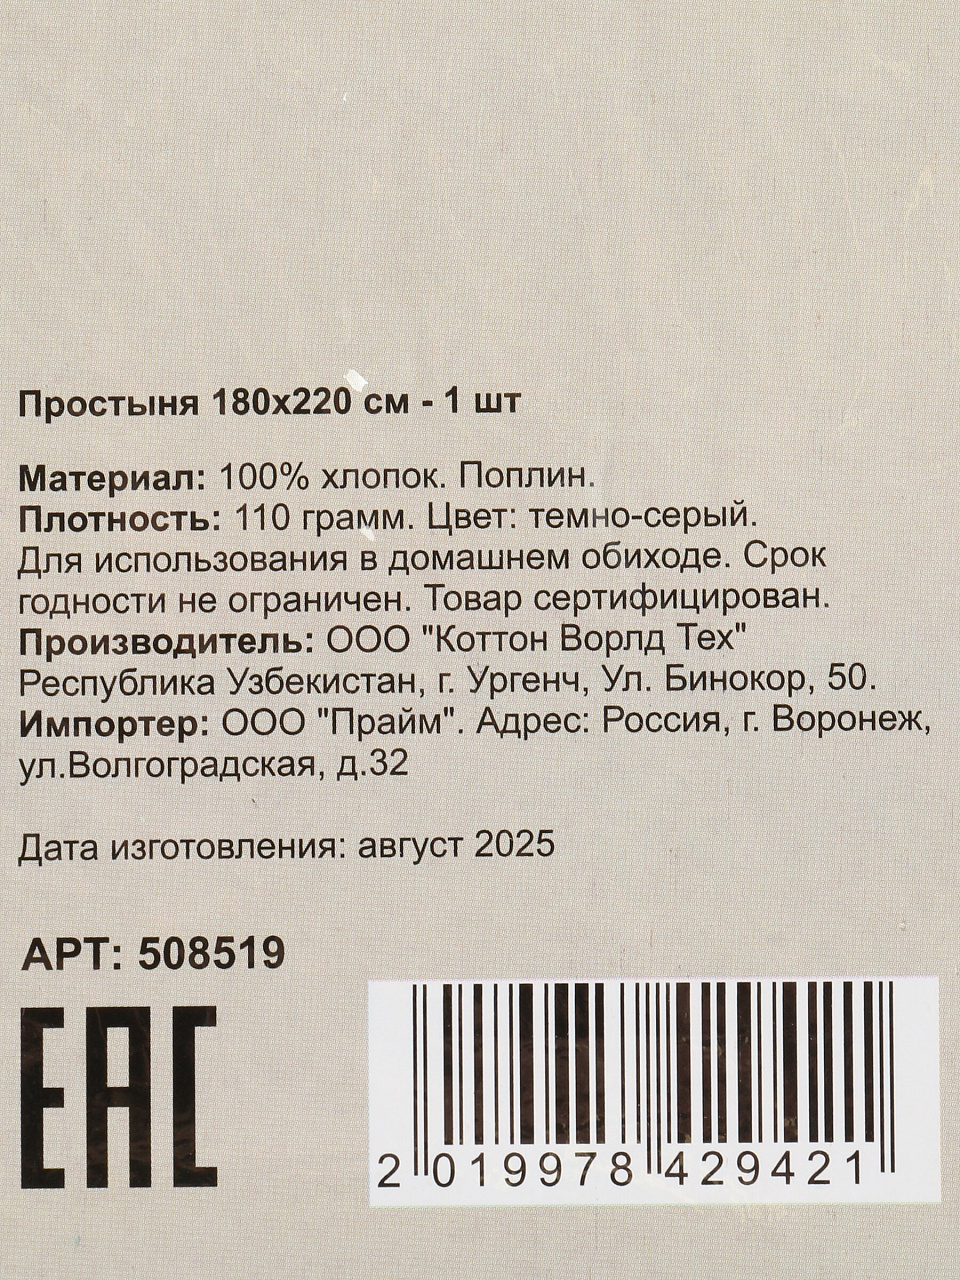 Простыня 180х220 см - 1 шт
Материал: 100% хлопок. Поплин.
Плотность: 110 грамм. Цвет: темно-серый.
Для использования в домашнем обиходе. Срок
годности не ограничен. Товар сертифицирован.
Производитель: ООО "Коттон Ворлд Тех"
Республика Узбекистан, г. Ургенч, Ул. Бинокор, 50.
Импортер: ООО "Прайм". Адрес: Россия, г. Воронеж,
ул.Волгоградская, д.32
Дата изготовления: август 2025
АРТ: 508519
ЕАС
2 019978 429421